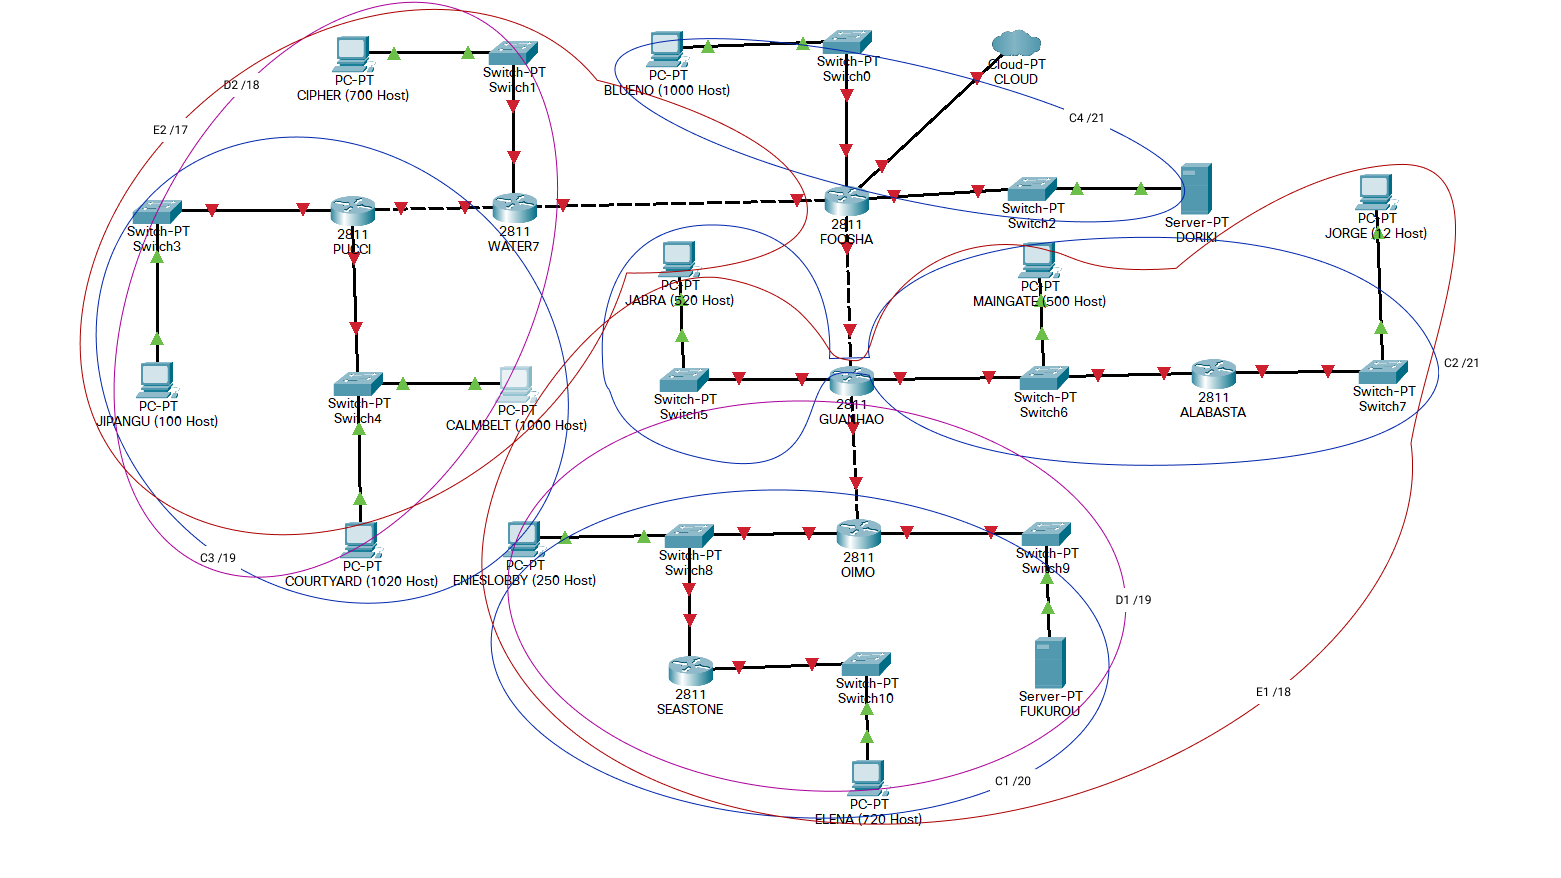 Switch-PT
Switch1
PC-PT
CIPHER (700 Host)
D2 /18
E2 /17
PC-PT
BLUENO (1000 Host)
Switch-PT
Switch0
Cloud-PT
CLOUD
C4 /21
Switch-PT
Switch3
2811
PUCCI
2811
WATER7
2811
FOOSHA
Switch-PT
Switch2
Server-PT
DORIKI
PC-PT
JORGE (12 Host)
PC-PT
JABRA (520 Host)
PC-PT
MAINGATE (500 Host)
C2 /21
PC-PT
JIPANGU (100 Host)
Switch-PT
Switch4
PC-PT
CALMBELT (1000 Host)
Switch-PT
Switch5
2811
GUANHAO
Switch-PT
Switch6
2811
ALABASTA
Switch-PT
Switch7
C3 /19
PC-PT
COURTYARD (1020 Host)
PC-PT
ENIESLOBBY (250 Host)
Switch-PT
Switch8
2811
OIMO
Switch-PT
Switch9
D1 /19
2811
SEASTONE
Switch-PT
Switch10
Server-PT
FUKUROU
E1 /18
C1 /20
PC-PT
ELENA (720 Host)